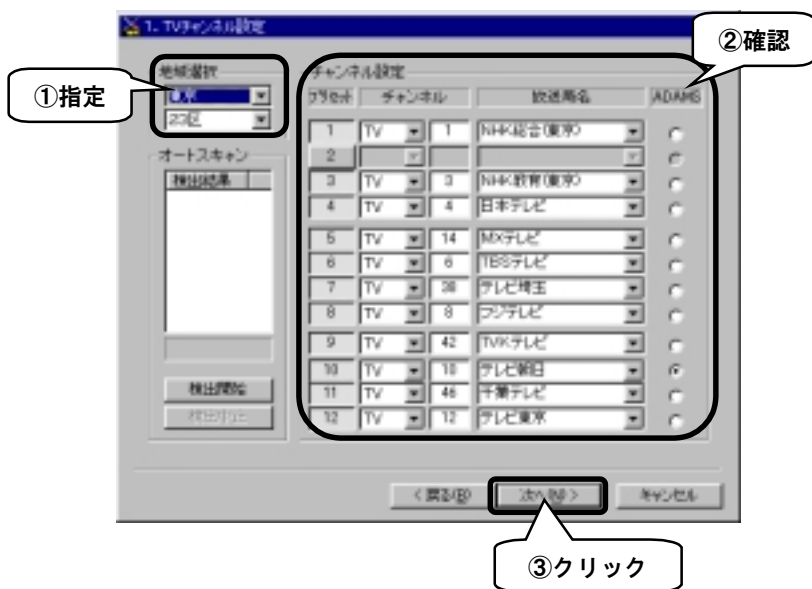 1. TVチャンネル設定
②確認
地域選択
①指定
東京
23区
チャンネル設定
プリセット チャンネル 放送局名 ADAMS
1 TV 1 NHK総合(東京)
2
3 TV 3 NHK教育(東京)
4 TV 4 日本テレビ
5 TV 14 MXテレビ
6 TV 6 TBSテレビ
7 TV 38 テレビ埼玉
8 TV 8 フジテレビ
9 TV 42 TVKテレビ
10 TV 10 テレビ朝日
11 TV 46 千葉テレビ
12 TV 12 テレビ東京
オートスキャン
検出結果
検出開始
検出中止
< 戻る(B)
次へ(N) >
キャンセル
③クリック